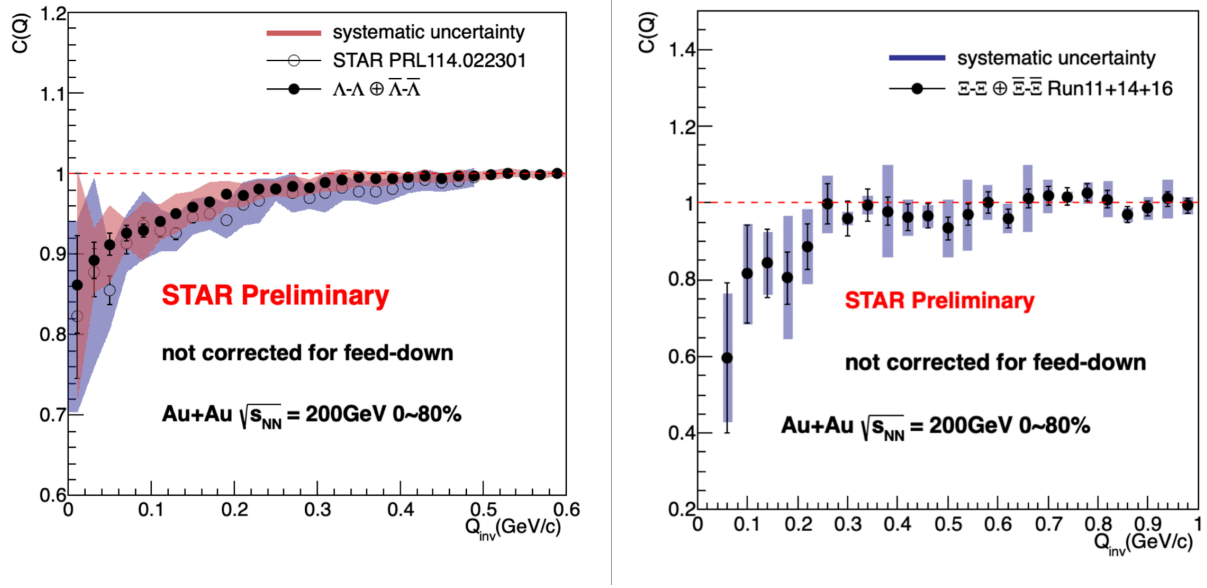 C(Q)
1.2
1.1
1
0.9
0.8
0.7
0.6
systematic uncertainty
STAR PRL114.022301
Λ-Λ ⊕ Λ̅-Λ̅
STAR Preliminary
not corrected for feed-down
Au+Au √sNN = 200GeV 0~80%
0 0.1 0.2 0.3 0.4 0.5 0.6
Qinv(GeV/c)
C(Q)
1.4
1.2
1
0.8
0.6
0.4
0.2
systematic uncertainty
Ξ-Ξ ⊕ Ξ̅-Ξ̅ Run11+14+16
STAR Preliminary
not corrected for feed-down
Au+Au √sNN = 200GeV 0~80%
0 0.1 0.2 0.3 0.4 0.5 0.6 0.7 0.8 0.9 1
Qinv(GeV/c)